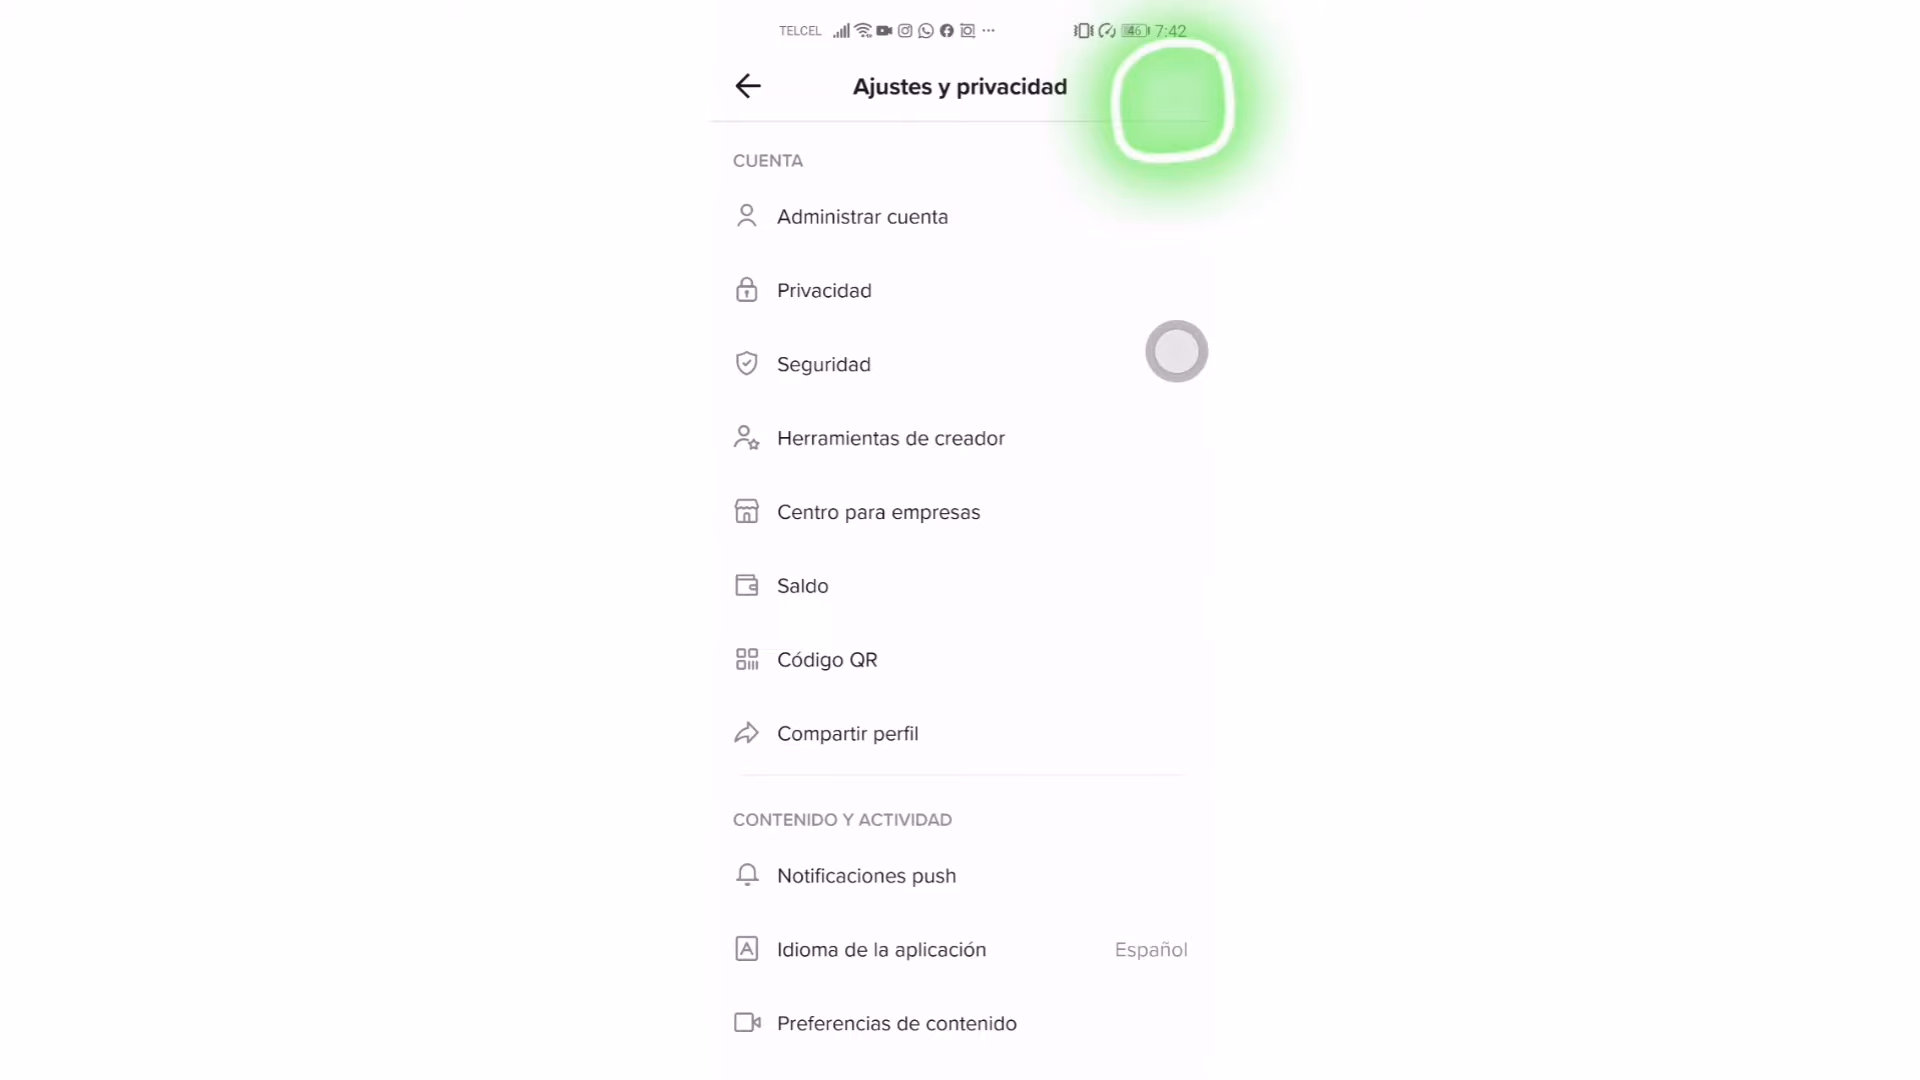 TELCEL 46 7:42
Ajustes y privacidad
CUENTA
Administrar cuenta
Privacidad
Seguridad
Herramientas de creador
Centro para empresas
Saldo
Código QR
Compartir perfil
CONTENIDO Y ACTIVIDAD
Notificaciones push
Idioma de la aplicación Español
Preferencias de contenido